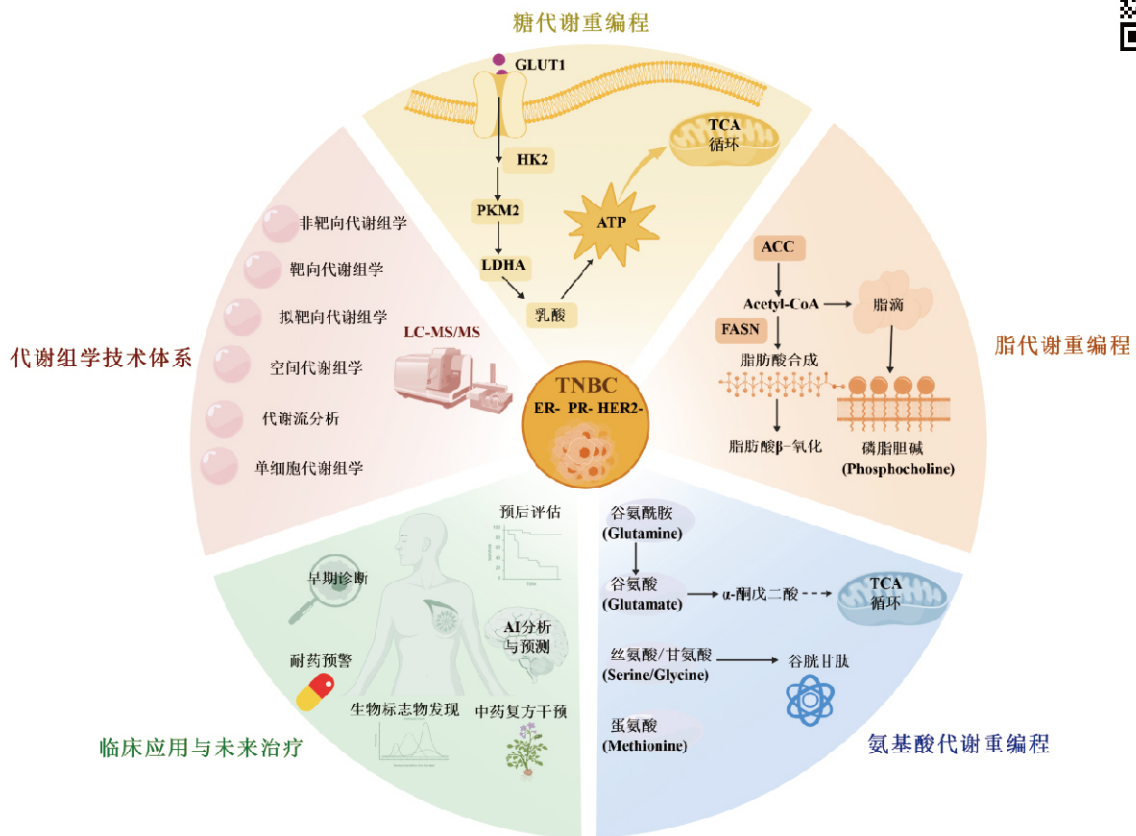 糖代谢重编程
GLUT1
HK2
PKM2
LDHA
乳酸
ATP
TCA
循环
脂代谢重编程
ACC
Acetyl-CoA
脂滴
FASN
脂肪酸合成
脂肪酸β-氧化
磷脂胆碱
(Phosphocholine)
氨基酸代谢重编程
谷氨酰胺
(Glutamine)
谷氨酸
(Glutamate)
α-酮戊二酸
TCA
循环
丝氨酸/甘氨酸
(Serine/Glycine)
谷胱甘肽
蛋氨酸
(Methionine)
临床应用与未来治疗
预后评估
早期诊断
AI分析
与预测
耐药预警
生物标志物发现
中药复方干预
代谢组学技术体系
非靶向代谢组学
靶向代谢组学
拟靶向代谢组学
空间代谢组学
代谢流分析
单细胞代谢组学
LC-MS/MS
TNBC
ER- PR- HER2-